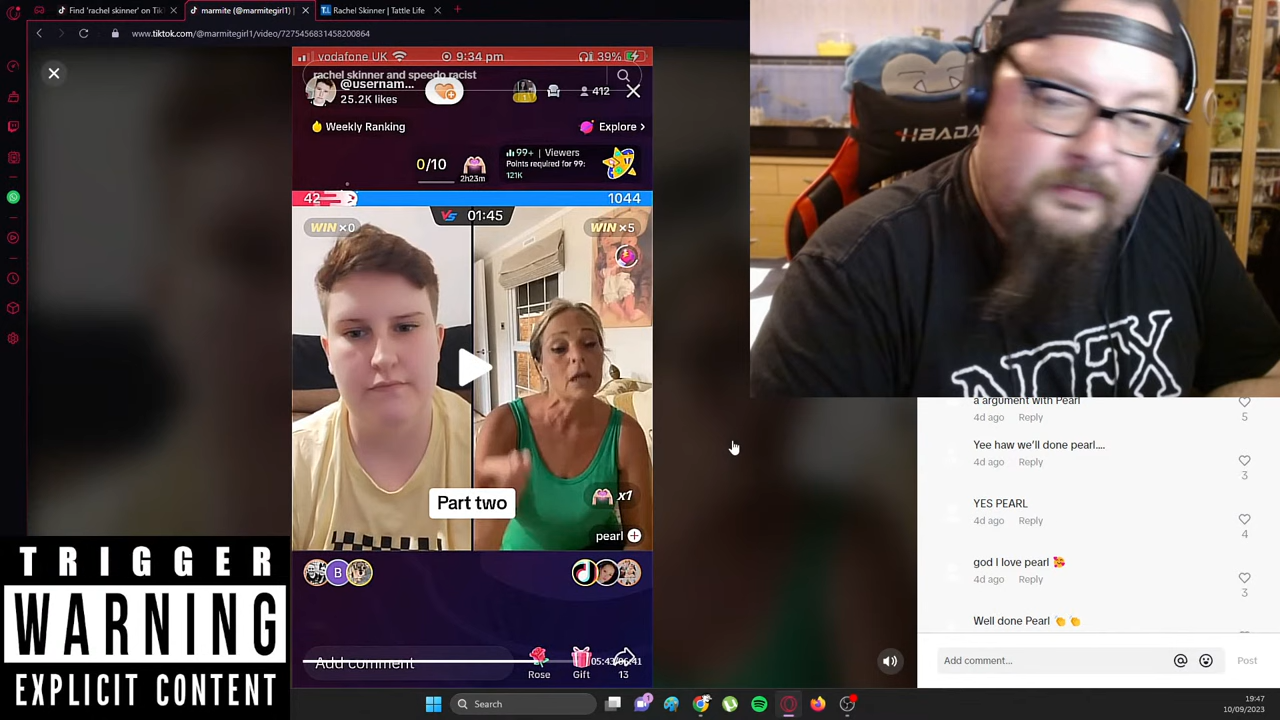 Find 'rachel skinner' on Tik
marmite (@marmitegirl1) |
Rachel Skinner | Tattle Life
www.tiktok.com/@marmitegirl1/video/7275456831458200864
vodafone UK
9:34 pm
39%
rachel skinner and speedo racist
@usernam...
25.2K likes
412
Weekly Ranking
Explore >
0/10
2h23m
99+ | Viewers
Points required for 99:
121K
42
1044
VS 01:45
WIN ×0
WIN ×5
HBADA
NOFX
Part two
x1
pearl
B
Add comment
Rose
Gift
13
a argument with Pearl
4d ago Reply
5
Yee haw we'll done pearl....
4d ago Reply
3
YES PEARL
4d ago Reply
4
god I love pearl 🥰
4d ago Reply
3
Well done Pearl 👏 👏
Add comment...
Post
TRIGGER
WARNING
EXPLICIT CONTENT
Search
1
19:47
10/09/2023